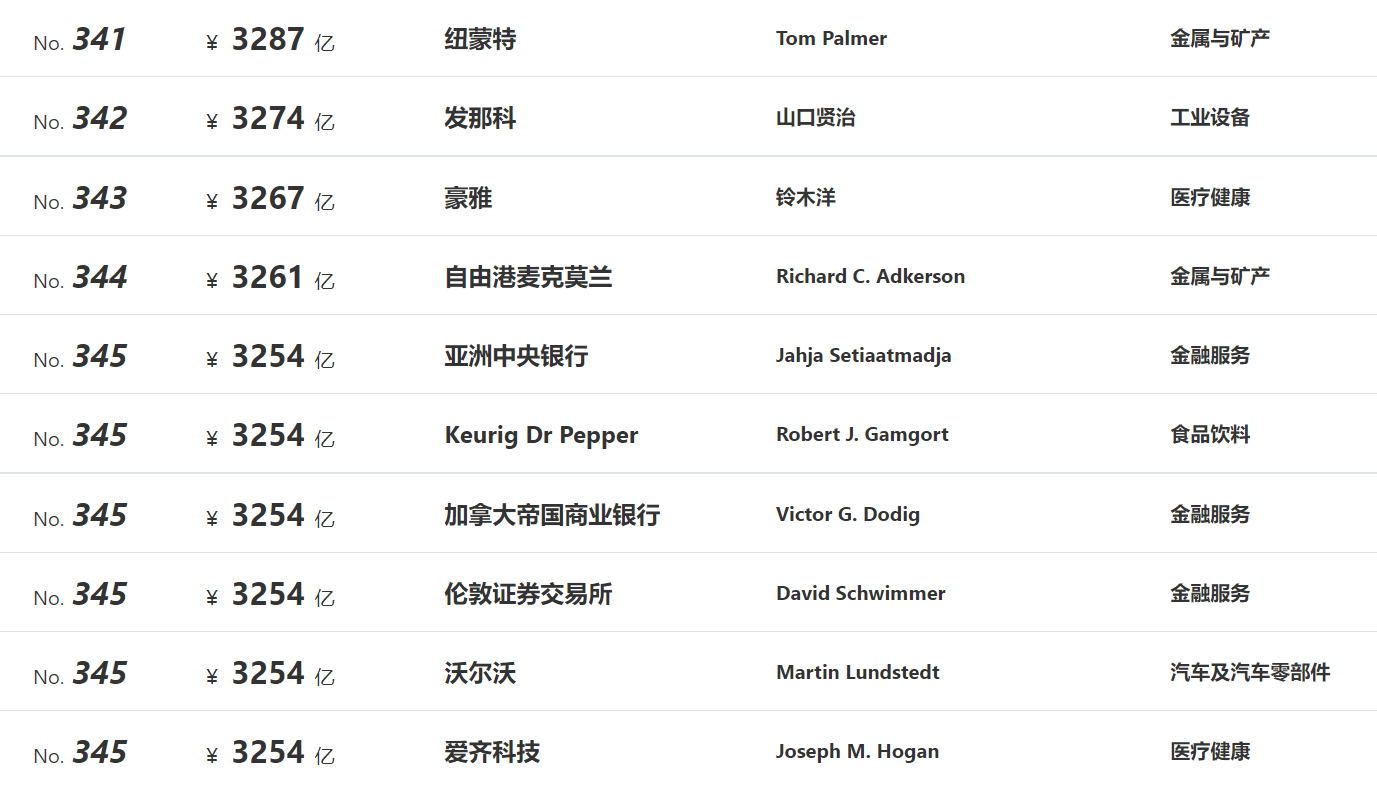 No. 341 ¥ 3287 亿 纽蒙特 Tom Palmer 金属与矿产
No. 342 ¥ 3274 亿 发那科 山口贤治 工业设备
No. 343 ¥ 3267 亿 豪雅 铃木洋 医疗健康
No. 344 ¥ 3261 亿 自由港麦克莫兰 Richard C. Adkerson 金属与矿产
No. 345 ¥ 3254 亿 亚洲中央银行 Jahja Setiaatmadja 金融服务
No. 345 ¥ 3254 亿 Keurig Dr Pepper Robert J. Gamgort 食品饮料
No. 345 ¥ 3254 亿 加拿大帝国商业银行 Victor G. Dodig 金融服务
No. 345 ¥ 3254 亿 伦敦证券交易所 David Schwimmer 金融服务
No. 345 ¥ 3254 亿 沃尔沃 Martin Lundstedt 汽车及汽车零部件
No. 345 ¥ 3254 亿 爱齐科技 Joseph M. Hogan 医疗健康